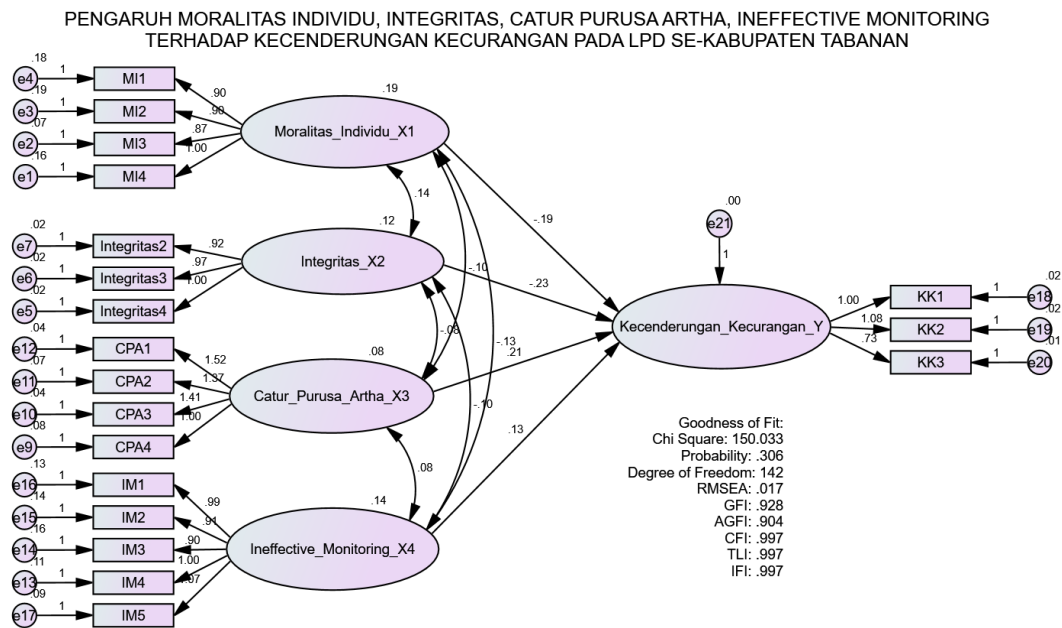 PENGARUH MORALITAS INDIVIDU, INTEGRITAS, CATUR PURUSA ARTHA, INEFFECTIVE MONITORING
TERHADAP KECENDERUNGAN KECURANGAN PADA LPD SE-KABUPATEN TABANAN
.18
e4
1
MI1
.90
.19
e3
1
MI2
.90
.07
e2
1
MI3
.87
.16
e1
1
MI4
1.00
.19
Moralitas_Individu_X1
.14
-.19
.02
e7
1
Integritas2
.92
.02
e6
1
Integritas3
.97
.02
e5
1
Integritas4
1.00
.12
Integritas_X2
-.10
-.23
-.08
-.13
.04
e12
1
CPA1
1.52
.07
e11
1
CPA2
1.37
.04
e10
1
CPA3
1.41
.08
e9
1
CPA4
1.00
.08
Catur_Purusa_Artha_X3
.21
-.10
.08
.13
.13
e16
1
IM1
.99
.14
e15
1
IM2
.91
.16
e14
1
IM3
.90
.11
e13
1
IM4
1.00
.09
e17
1
IM5
1.07
.14
Ineffective_Monitoring_X4
.00
e21
1
Kecenderungan_Kecurangan_Y
1.00
KK1
1
e18
.02
1.08
KK2
1
e19
.02
.73
KK3
1
e20
.01
Goodness of Fit:
Chi Square: 150.033
Probability: .306
Degree of Freedom: 142
RMSEA: .017
GFI: .928
AGFI: .904
CFI: .997
TLI: .997
IFI: .997